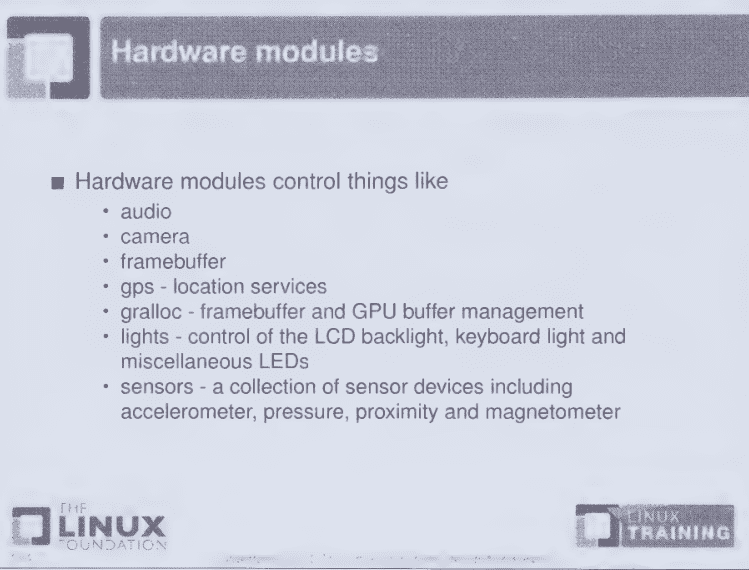 Hardware modules
■ Hardware modules control things like
• audio
• camera
• framebuffer
• gps - location services
• gralloc - framebuffer and GPU buffer management
• lights - control of the LCD backlight, keyboard light and
miscellaneous LEDs
• sensors - a collection of sensor devices including
accelerometer, pressure, proximity and magnetometer
THE
LINUX
FOUNDATION
LINUX
TRAINING